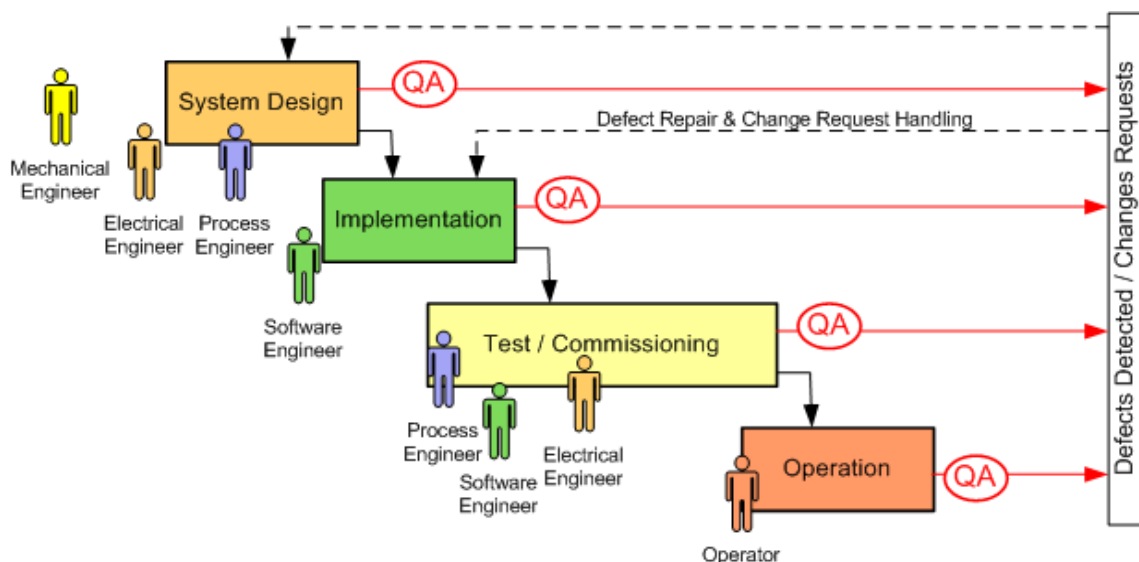 System Design
QA
Mechanical
Engineer
Electrical
Engineer
Process
Engineer
Defect Repair & Change Request Handling
Implementation
QA
Software
Engineer
Test / Commissioning
QA
Process
Engineer
Software
Engineer
Electrical
Engineer
Operation
QA
Operator
Defects Detected / Changes Requests